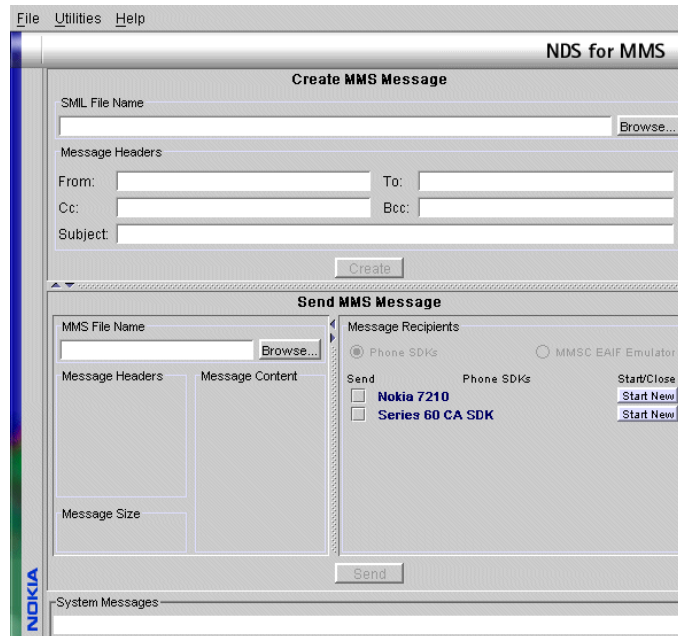 File Utilities Help
NDS for MMS
Create MMS Message
SMIL File Name
Browse...
Message Headers
From: To:
Cc: Bcc:
Subject:
Create
Send MMS Message
MMS File Name
Browse...
Message Headers Message Content
Message Size
Message Recipients
Phone SDKs MMSC EAIF Emulator
Send Phone SDKs Start/Close
Nokia 7210 Start New
Series 60 CA SDK Start New
Send
NOKIA
System Messages